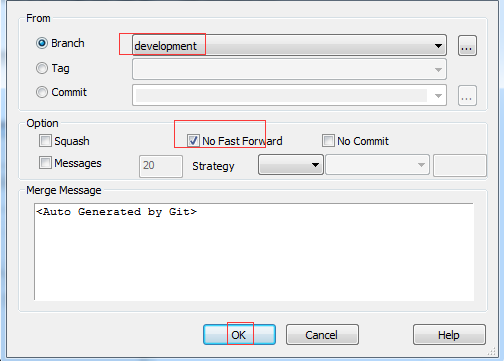 From
Branch development ...
Tag
Commit ...
Option
Squash No Fast Forward No Commit
Messages 20 Strategy
Merge Message
<Auto Generated by Git>
OK Cancel Help